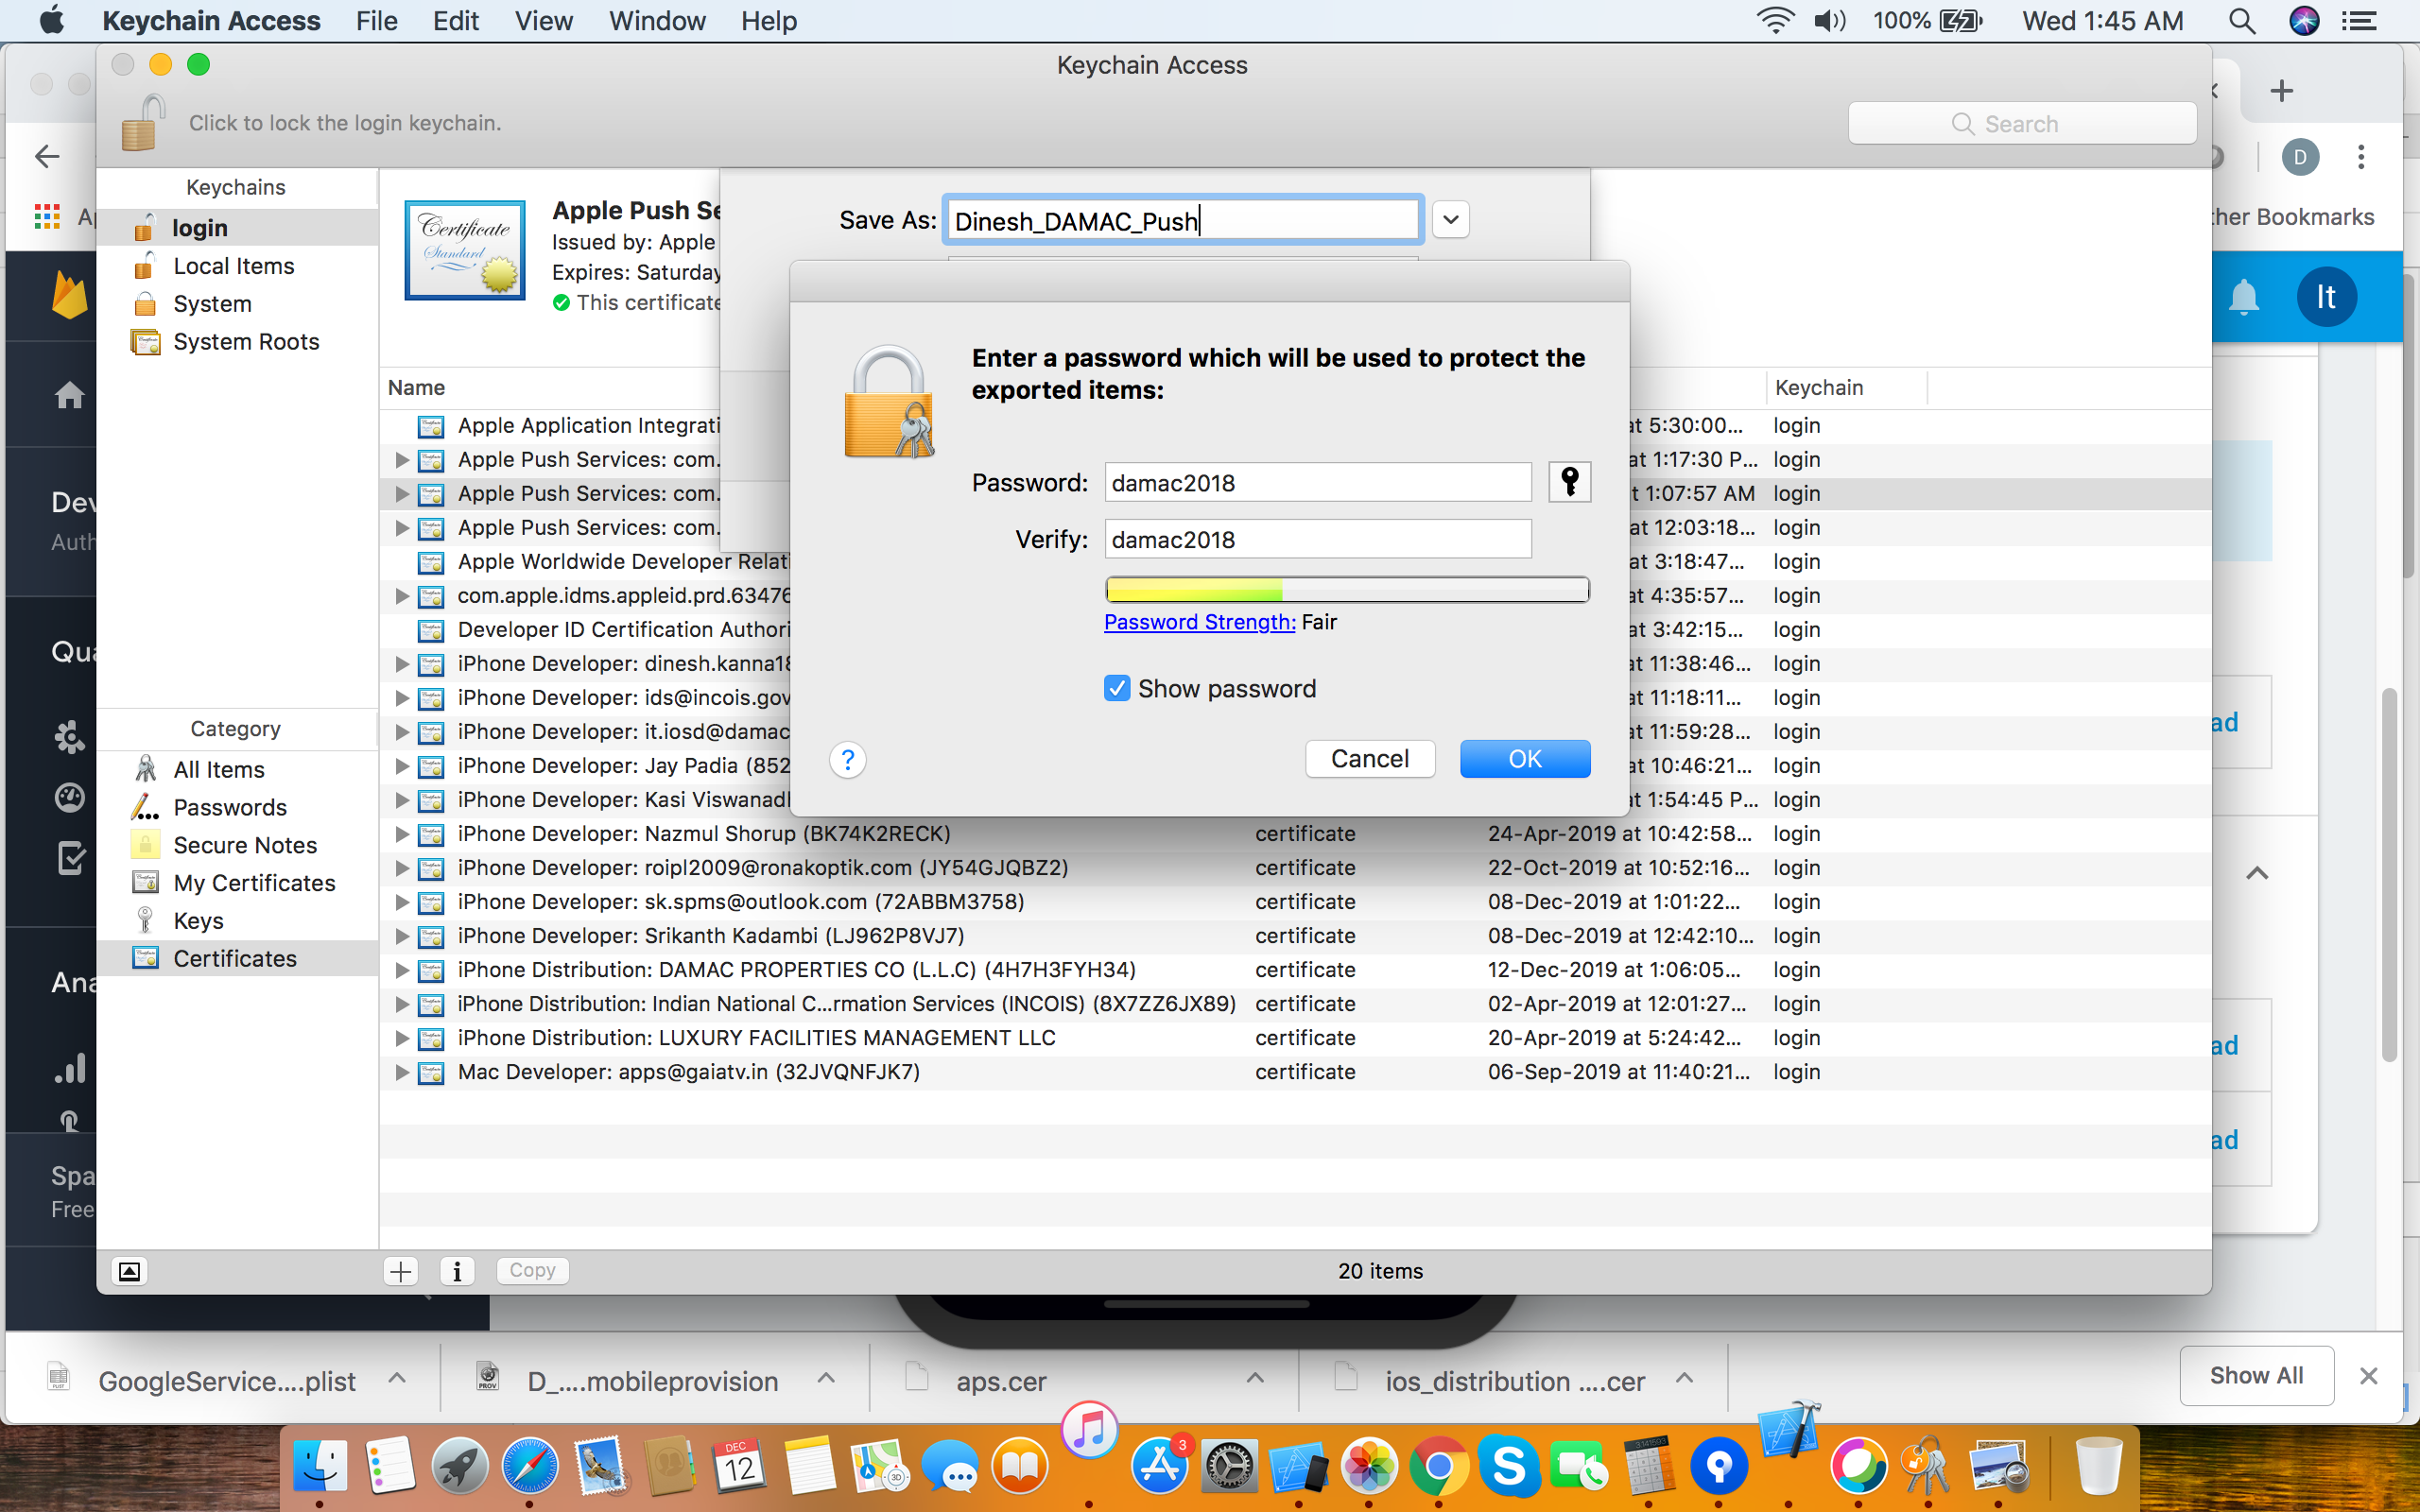 Keychain Access File Edit View Window Help 100% Wed 1:45 AM
Keychain Access
Click to lock the login keychain.
Search
D
Other Bookmarks
Keychains
login
Local Items
System
System Roots
Certificate
Standard
Apple Push Se
Issued by: Apple
Expires: Saturday
This certificate
Save As: Dinesh_DAMAC_Push
It
Enter a password which will be used to protect the
exported items:
Password: damac2018
Verify: damac2018
Password Strength: Fair
Show password
? Cancel OK
Name Keychain
Apple Application Integrati at 5:30:00... login
Apple Push Services: com. at 1:17:30 P... login
Apple Push Services: com. t 1:07:57 AM login
Apple Push Services: com. at 12:03:18... login
Apple Worldwide Developer Relati at 3:18:47... login
com.apple.idms.appleid.prd.63476 at 4:35:57... login
Developer ID Certification Authori at 3:42:15... login
iPhone Developer: dinesh.kanna18 at 11:38:46... login
iPhone Developer: ids@incois.gov at 11:18:11... login
iPhone Developer: it.iosd@damac at 11:59:28... login
iPhone Developer: Jay Padia (852 at 10:46:21... login
iPhone Developer: Kasi Viswanadh at 1:54:45 P... login
iPhone Developer: Nazmul Shorup (BK74K2RECK) certificate 24-Apr-2019 at 10:42:58... login
iPhone Developer: roipl2009@ronakoptik.com (JY54GJQBZ2) certificate 22-Oct-2019 at 10:52:16... login
iPhone Developer: sk.spms@outlook.com (72ABBM3758) certificate 08-Dec-2019 at 1:01:22... login
iPhone Developer: Srikanth Kadambi (LJ962P8VJ7) certificate 08-Dec-2019 at 12:42:10... login
iPhone Distribution: DAMAC PROPERTIES CO (L.L.C) (4H7H3FYH34) certificate 12-Dec-2019 at 1:06:05... login
iPhone Distribution: Indian National C...rmation Services (INCOIS) (8X7ZZ6JX89) certificate 02-Apr-2019 at 12:01:27... login
iPhone Distribution: LUXURY FACILITIES MANAGEMENT LLC certificate 20-Apr-2019 at 5:24:42... login
Mac Developer: apps@gaiatv.in (32JVQNFJK7) certificate 06-Sep-2019 at 11:40:21... login
Category
All Items
Passwords
Secure Notes
My Certificates
Keys
Certificates
Dev
Auth
Qua
Ana
Spa
Free
ad
ad
ad
Copy
20 items
GoogleService....plist D_....mobileprovision aps.cer ios_distribution ....cer Show All
PLIST PROV
DEC
12
3D
3
S
3.141593